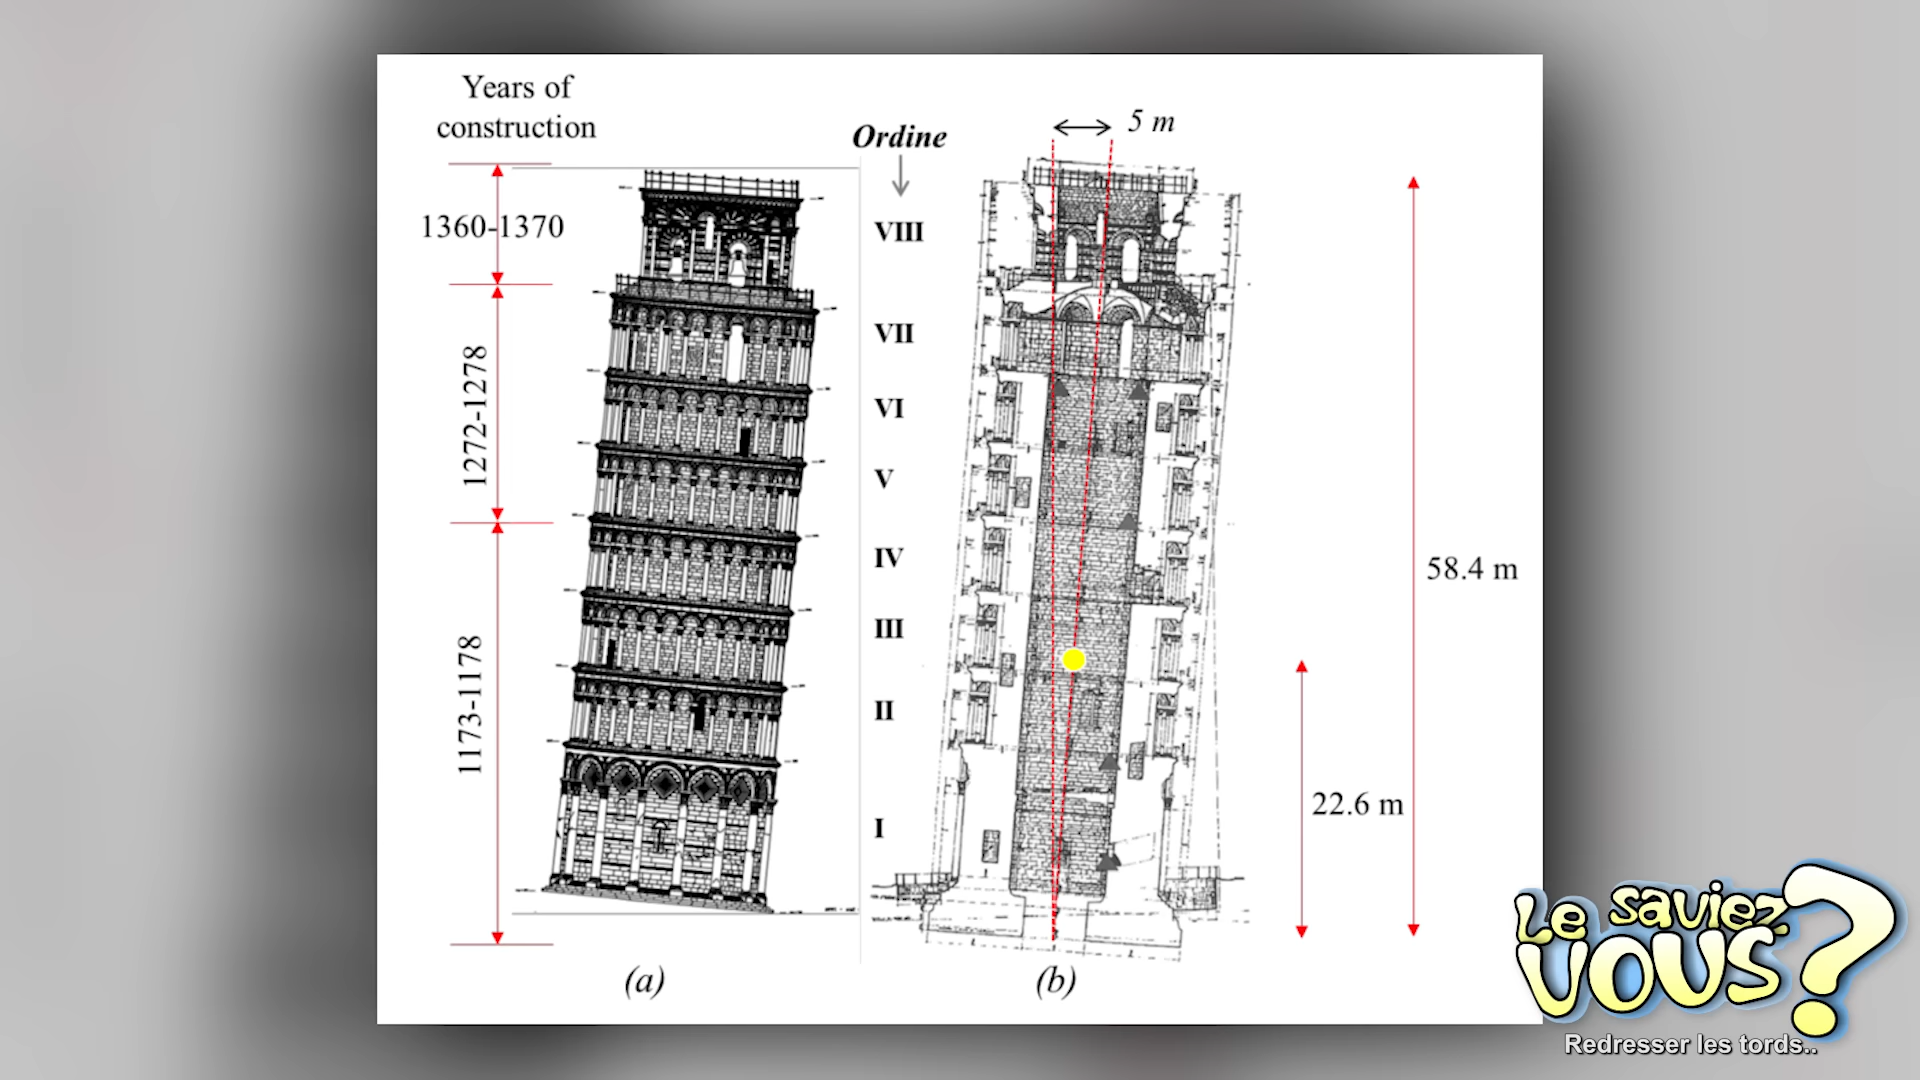 Years of
construction
1360-1370
1272-1278
1173-1178
Ordine
VIII
VII
VI
V
IV
III
II
I
5 m
58.4 m
22.6 m
(a)
(b)
Le saviez
VOUS?
Redresser les tords..